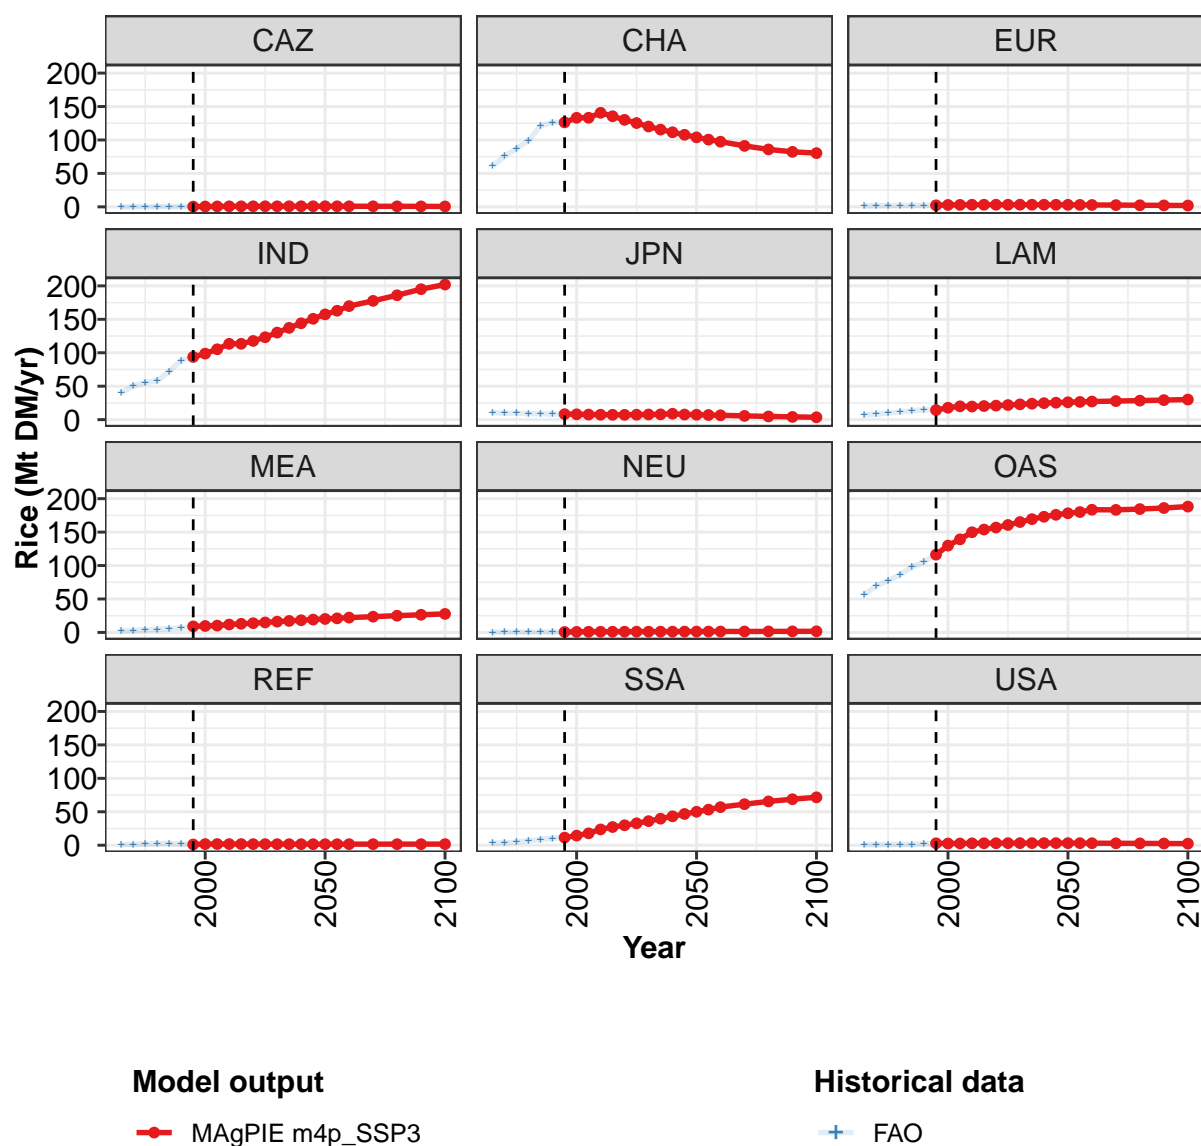 CAZ CHA EUR
200
150
100
50
0
IND JPN LAM
200
150
100
50
0
MEA NEU OAS
200
150
100
50
0
REF SSA USA
200
150
100
50
0
Rice (Mt DM/yr)
2000 2050 2100 2000 2050 2100 2000 2050 2100
Year
Model output Historical data
MAgPIE m4p_SSP3 FAO